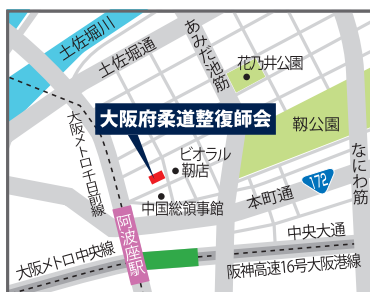 土佐堀川
土佐堀通
あみだ池筋
花乃井公園
大阪府柔道整復師会
靱公園
なにわ筋
大阪メトロ千日前線
ビオラル
靱店
172
中国総領事館
本町通
阿波座駅
中央大通
大阪メトロ中央線
阪神高速16号大阪港線